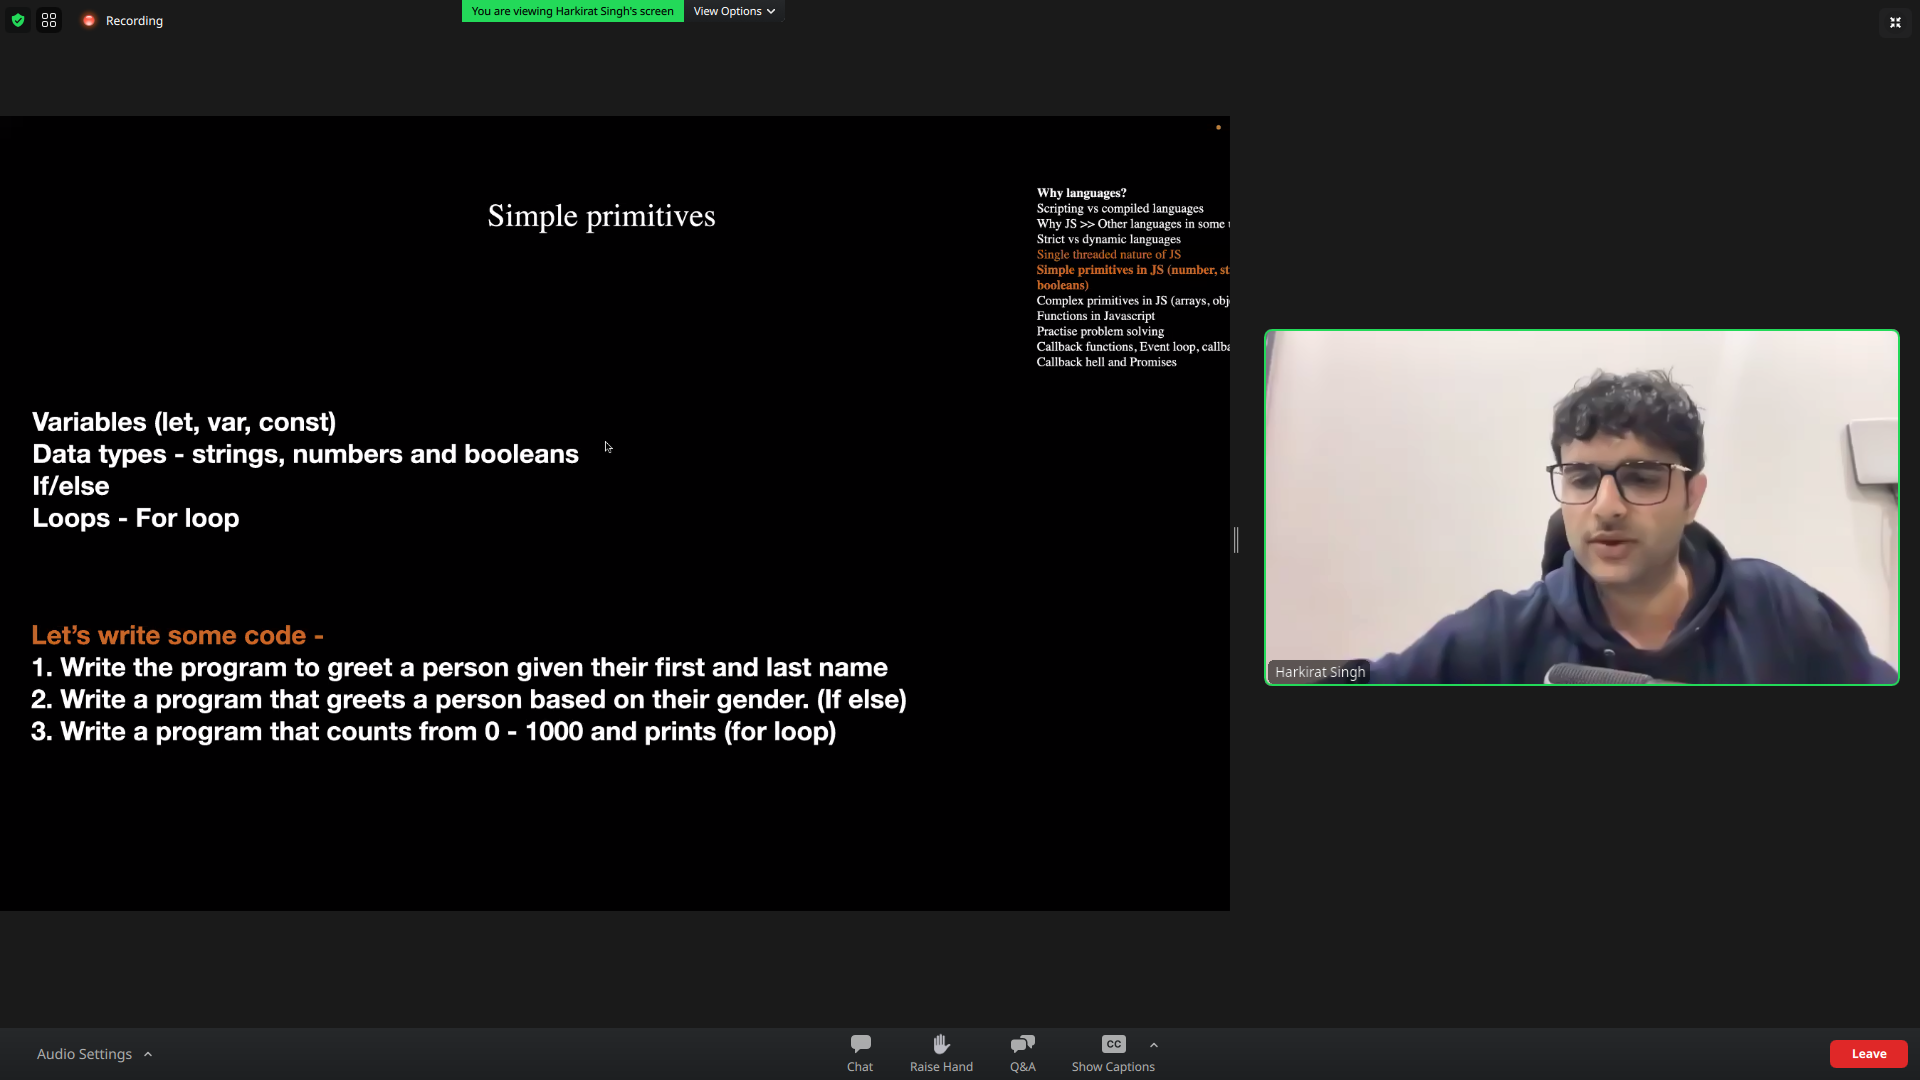 Recording
You are viewing Harkirat Singh's screen
View Options
Simple primitives
Why languages?
Scripting vs compiled languages
Why JS >> Other languages in some
Strict vs dynamic languages
Single threaded nature of JS
Simple primitives in JS (number, st
booleans)
Complex primitives in JS (arrays, obj
Functions in Javascript
Practise problem solving
Callback functions, Event loop, callba
Callback hell and Promises
Variables (let, var, const)
Data types - strings, numbers and booleans
If/else
Loops - For loop
Let’s write some code -
1. Write the program to greet a person given their first and last name
2. Write a program that greets a person based on their gender. (If else)
3. Write a program that counts from 0 - 1000 and prints (for loop)
Harkirat Singh
Audio Settings
Chat
Raise Hand
Q&A
CC
Show Captions
Leave